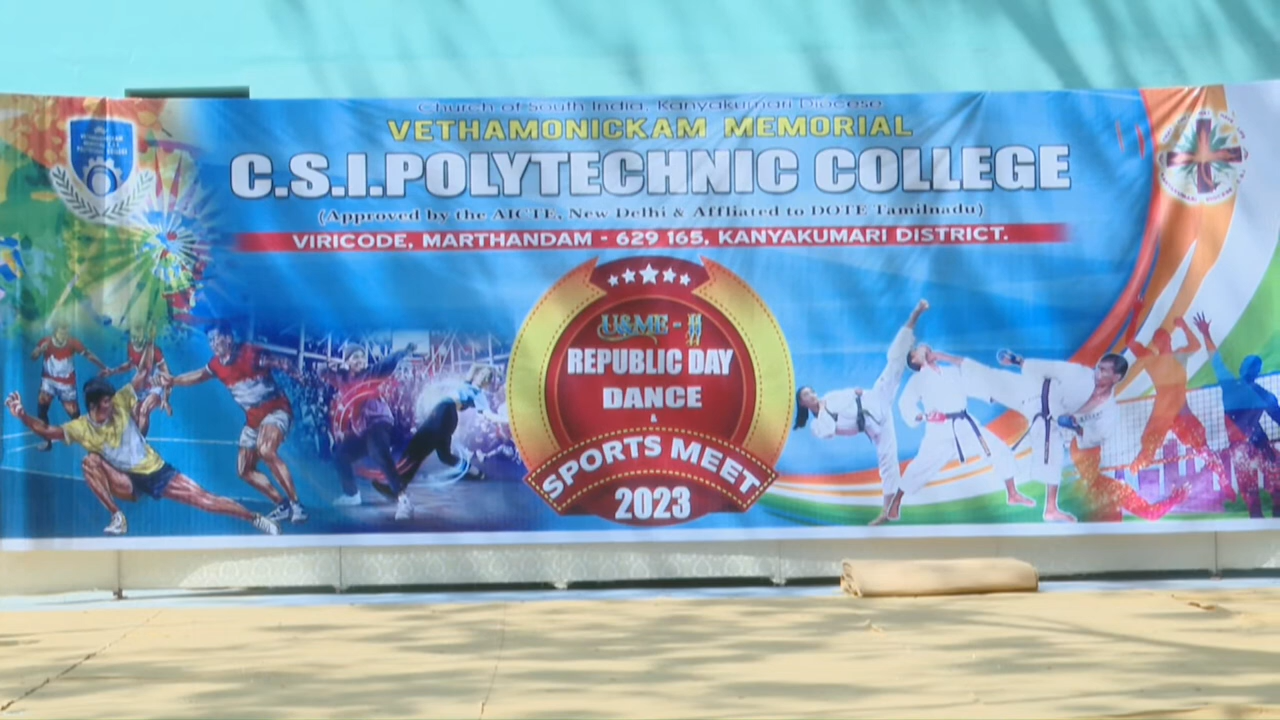 Church of South India, Kanyakumari Diocese
VETHAMONICKAM MEMORIAL
C.S.I.POLYTECHNIC COLLEGE
(Approved by the AICTE, New Delhi & Affliated to DOTE Tamilnadu)
VIRICODE, MARTHANDAM - 629 165, KANYAKUMARI DISTRICT.
U&ME -
REPUBLIC DAY
DANCE
&
SPORTS MEET
2023